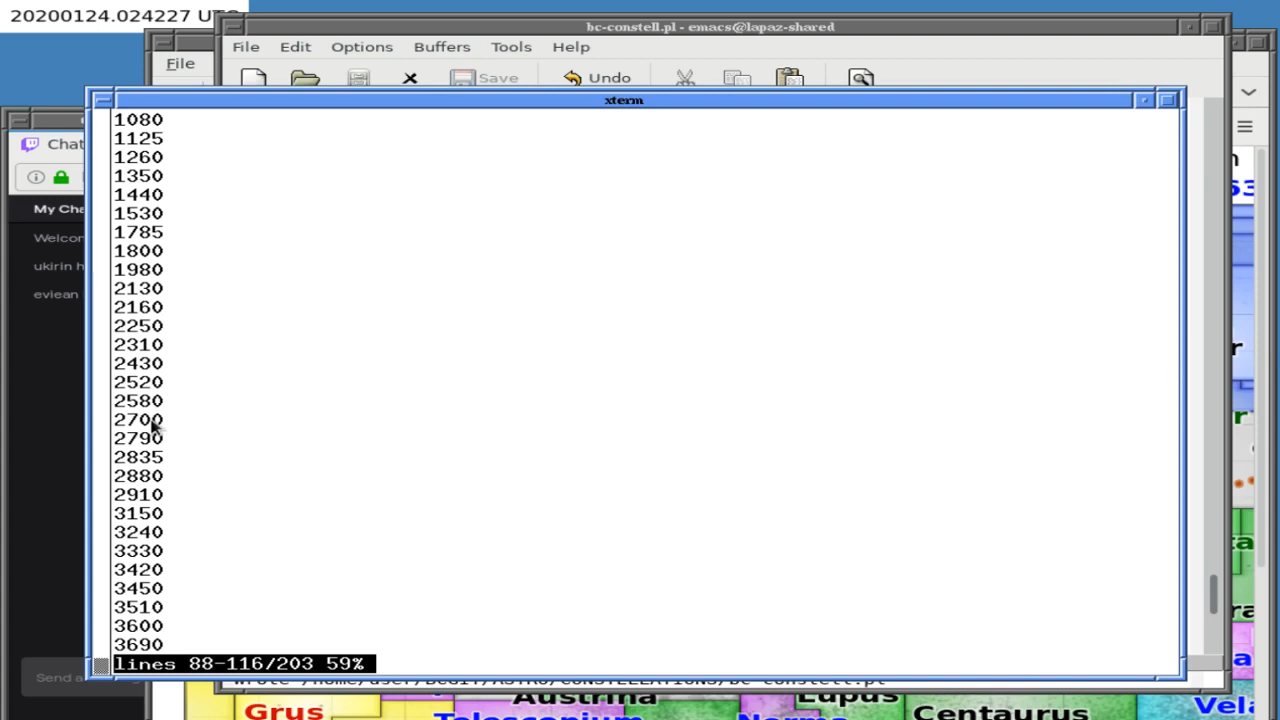 20200124.024227 UTC
bc-constell.pl - emacs@lapaz-shared
File Edit Options Buffers Tools Help
File
Save Undo
xterm
Chat
My Cha
Welcon
ukirin h
eviean
1080
1125
1260
1350
1440
1530
1785
1800
1980
2130
2160
2250
2310
2430
2520
2580
2700
2790
2835
2880
2910
3150
3240
3330
3420
3450
3510
3600
3690
lines 88-116/203 59%
Send a
Austrina
Lupus
Grus
Telescopium
Norma
Centaurus
Vela